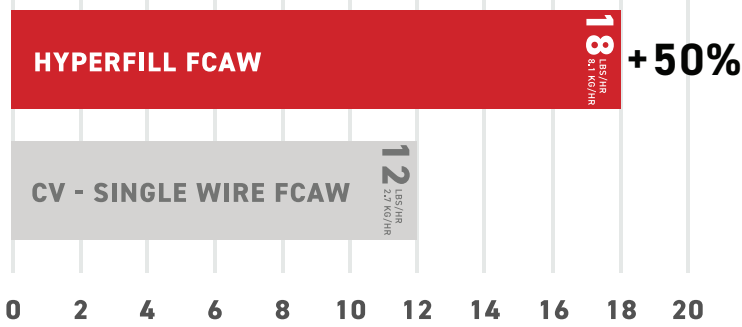 HYPERFILL FCAW
18
LBS/HR
8.1 KG/HR
+50%
CV - SINGLE WIRE FCAW
12
LBS/HR
2.7 KG/HR
0 2 4 6 8 10 12 14 16 18 20